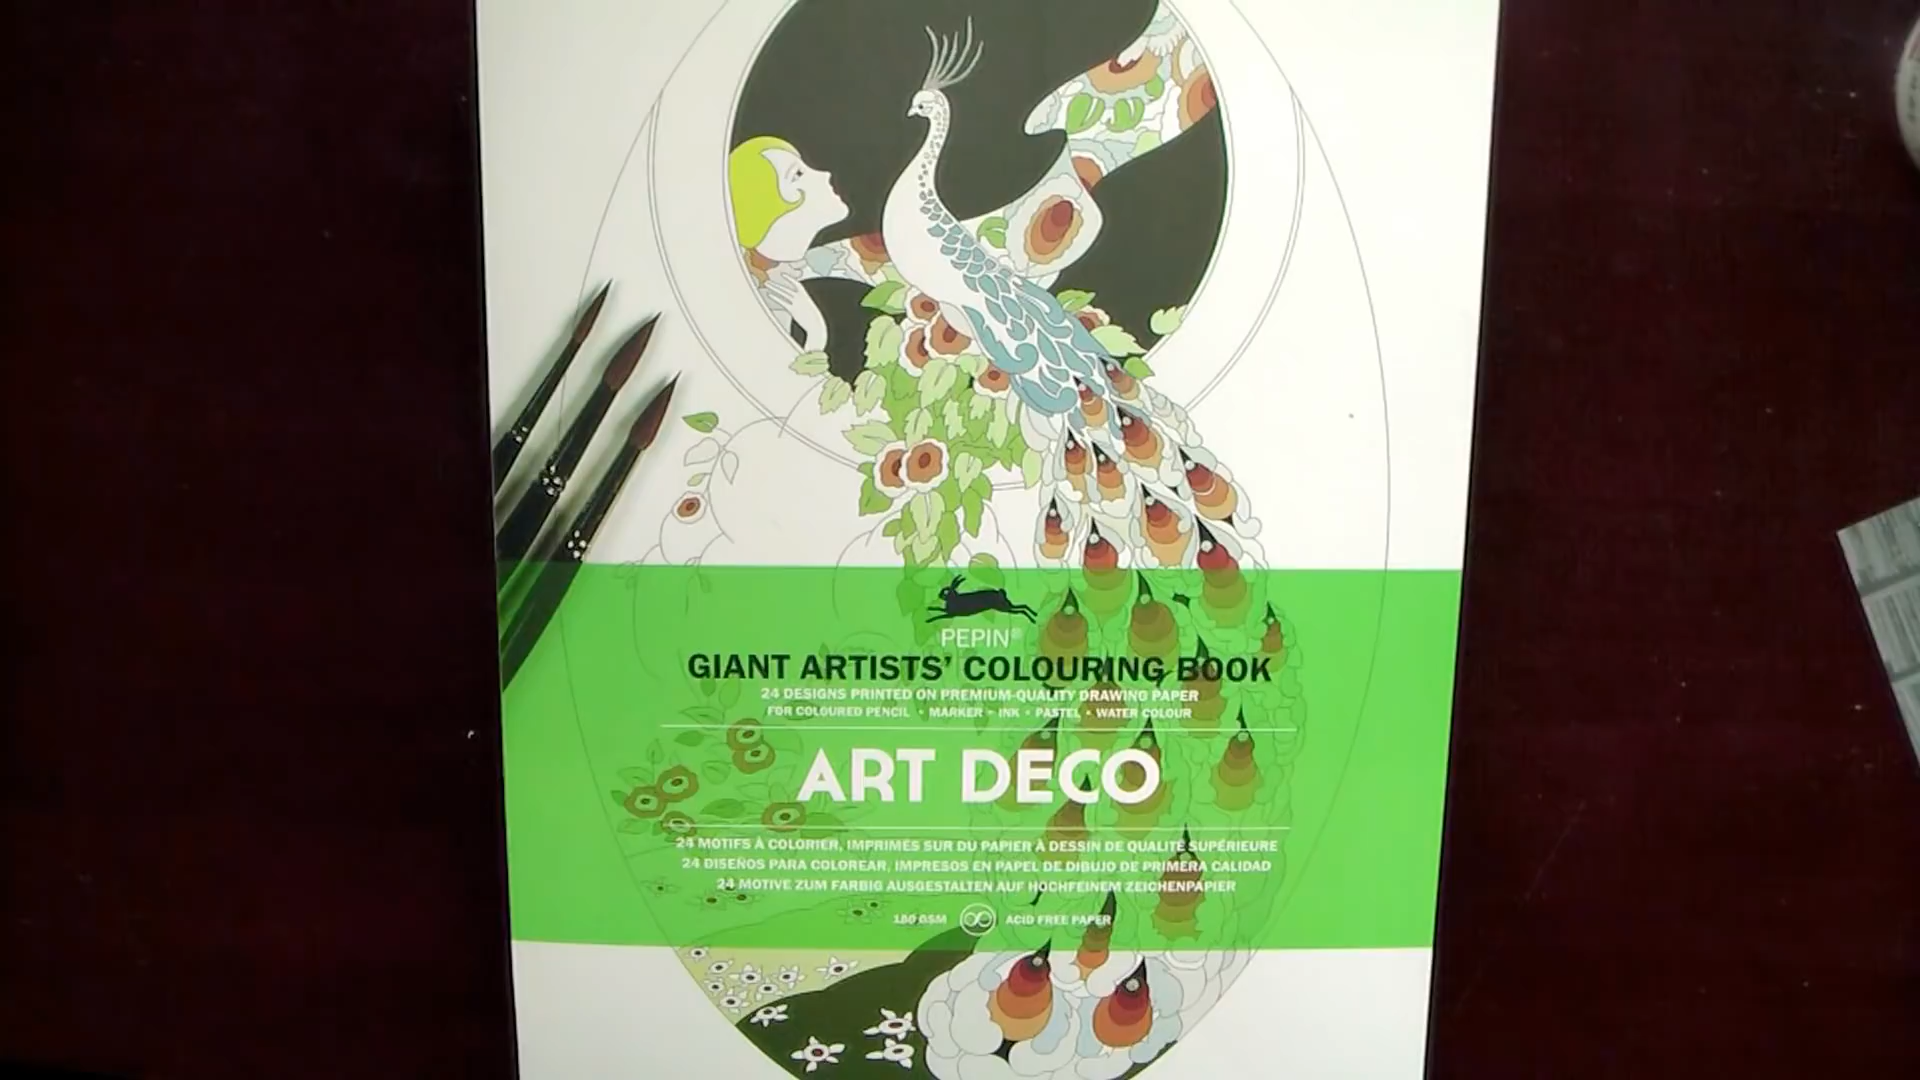 PEPIN®
GIANT ARTISTS' COLOURING BOOK
24 DESIGNS PRINTED ON PREMIUM-QUALITY DRAWING PAPER
FOR COLOURED PENCIL • MARKER • INK • PASTEL • WATER COLOUR
ART DECO
24 MOTIFS À COLORIER, IMPRIMÉS SUR DU PAPIER À DESSIN DE QUALITÉ SUPÉRIEURE
24 DISEÑOS PARA COLOREAR, IMPRESOS EN PAPEL DE DIBUJO DE PRIMERA CALIDAD
24 MOTIVE ZUM FARBIG AUSGESTALTEN AUF HOCHFEINEM ZEICHENPAPIER
180 GSM ACID FREE PAPER